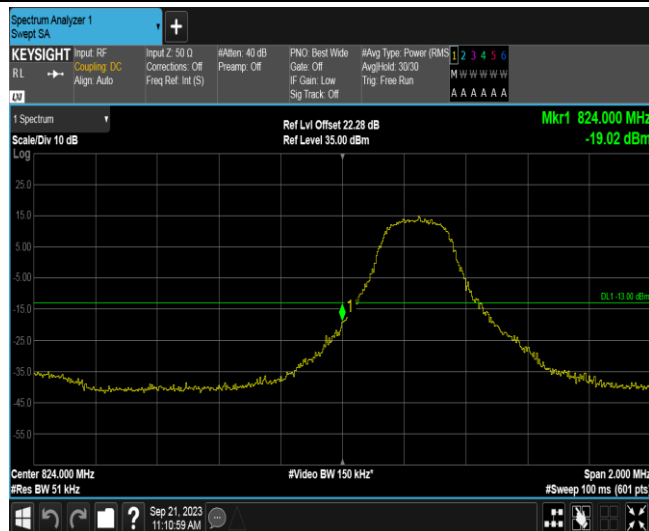 Spectrum Analyzer 1
Swept SA
+
KEYSIGHT
RL
LXI
Input: RF
Coupling: DC
Align: Auto
Input Z: 50 Ω
Corrections: Off
Freq Ref: Int (S)
#Atten: 40 dB
Preamp: Off
PNO: Best Wide
Gate: Off
IF Gain: Low
Sig Track: Off
#Avg Type: Power (RMS
Avg|Hold: 30/30
Trig: Free Run
1 2 3 4 5 6
M W W W W W
A A A A A A
1 Spectrum
Scale/Div 10 dB
Log
Ref Lvl Offset 22.28 dB
Ref Level 35.00 dBm
Mkr1 824.000 MHz
-19.02 dBm
25.0
15.0
5.00
-5.00
DL1 -13.00 dBm
1
-15.0
-25.0
-35.0
-45.0
-55.0
Center 824.000 MHz
#Res BW 51 kHz
#Video BW 150 kHz*
Span 2.000 MHz
#Sweep 100 ms (601 pts)
?
Sep 21, 2023
11:10:59 AM